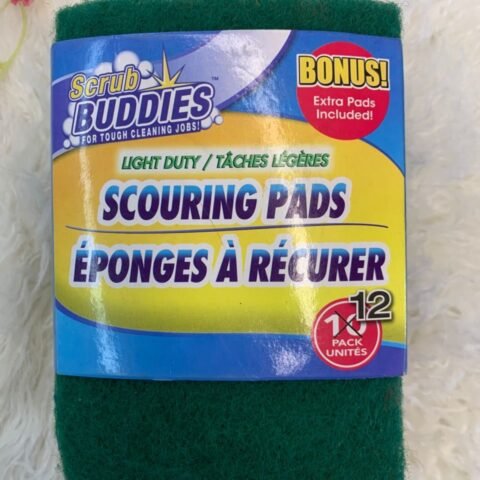 Scrub
BUDDIES™
FOR TOUGH CLEANING JOBS!
BONUS!
Extra Pads
Included!
LIGHT DUTY / TÂCHES LÉGÈRES
SCOURING PADS
ÉPONGES À RÉCURER
12
10
PACK
UNITÉS